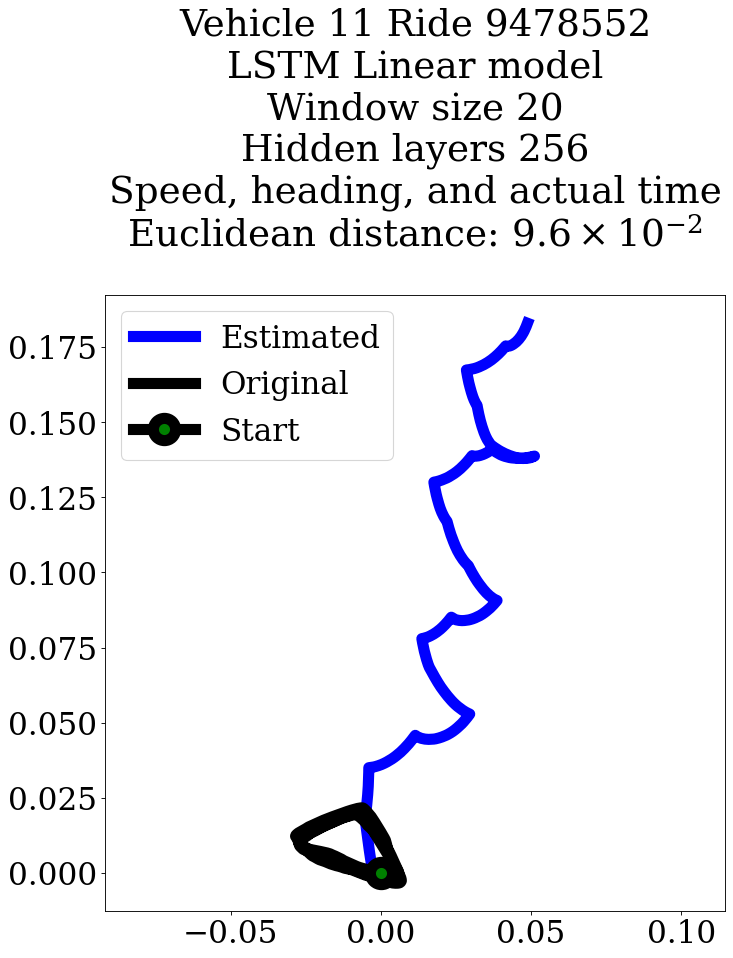 Vehicle 11 Ride 9478552
LSTM Linear model
Window size 20
Hidden layers 256
Speed, heading, and actual time
Euclidean distance: 9.6 × 10⁻²
Estimated
Original
Start
0.175
0.150
0.125
0.100
0.075
0.050
0.025
0.000
−0.05 0.00 0.05 0.10